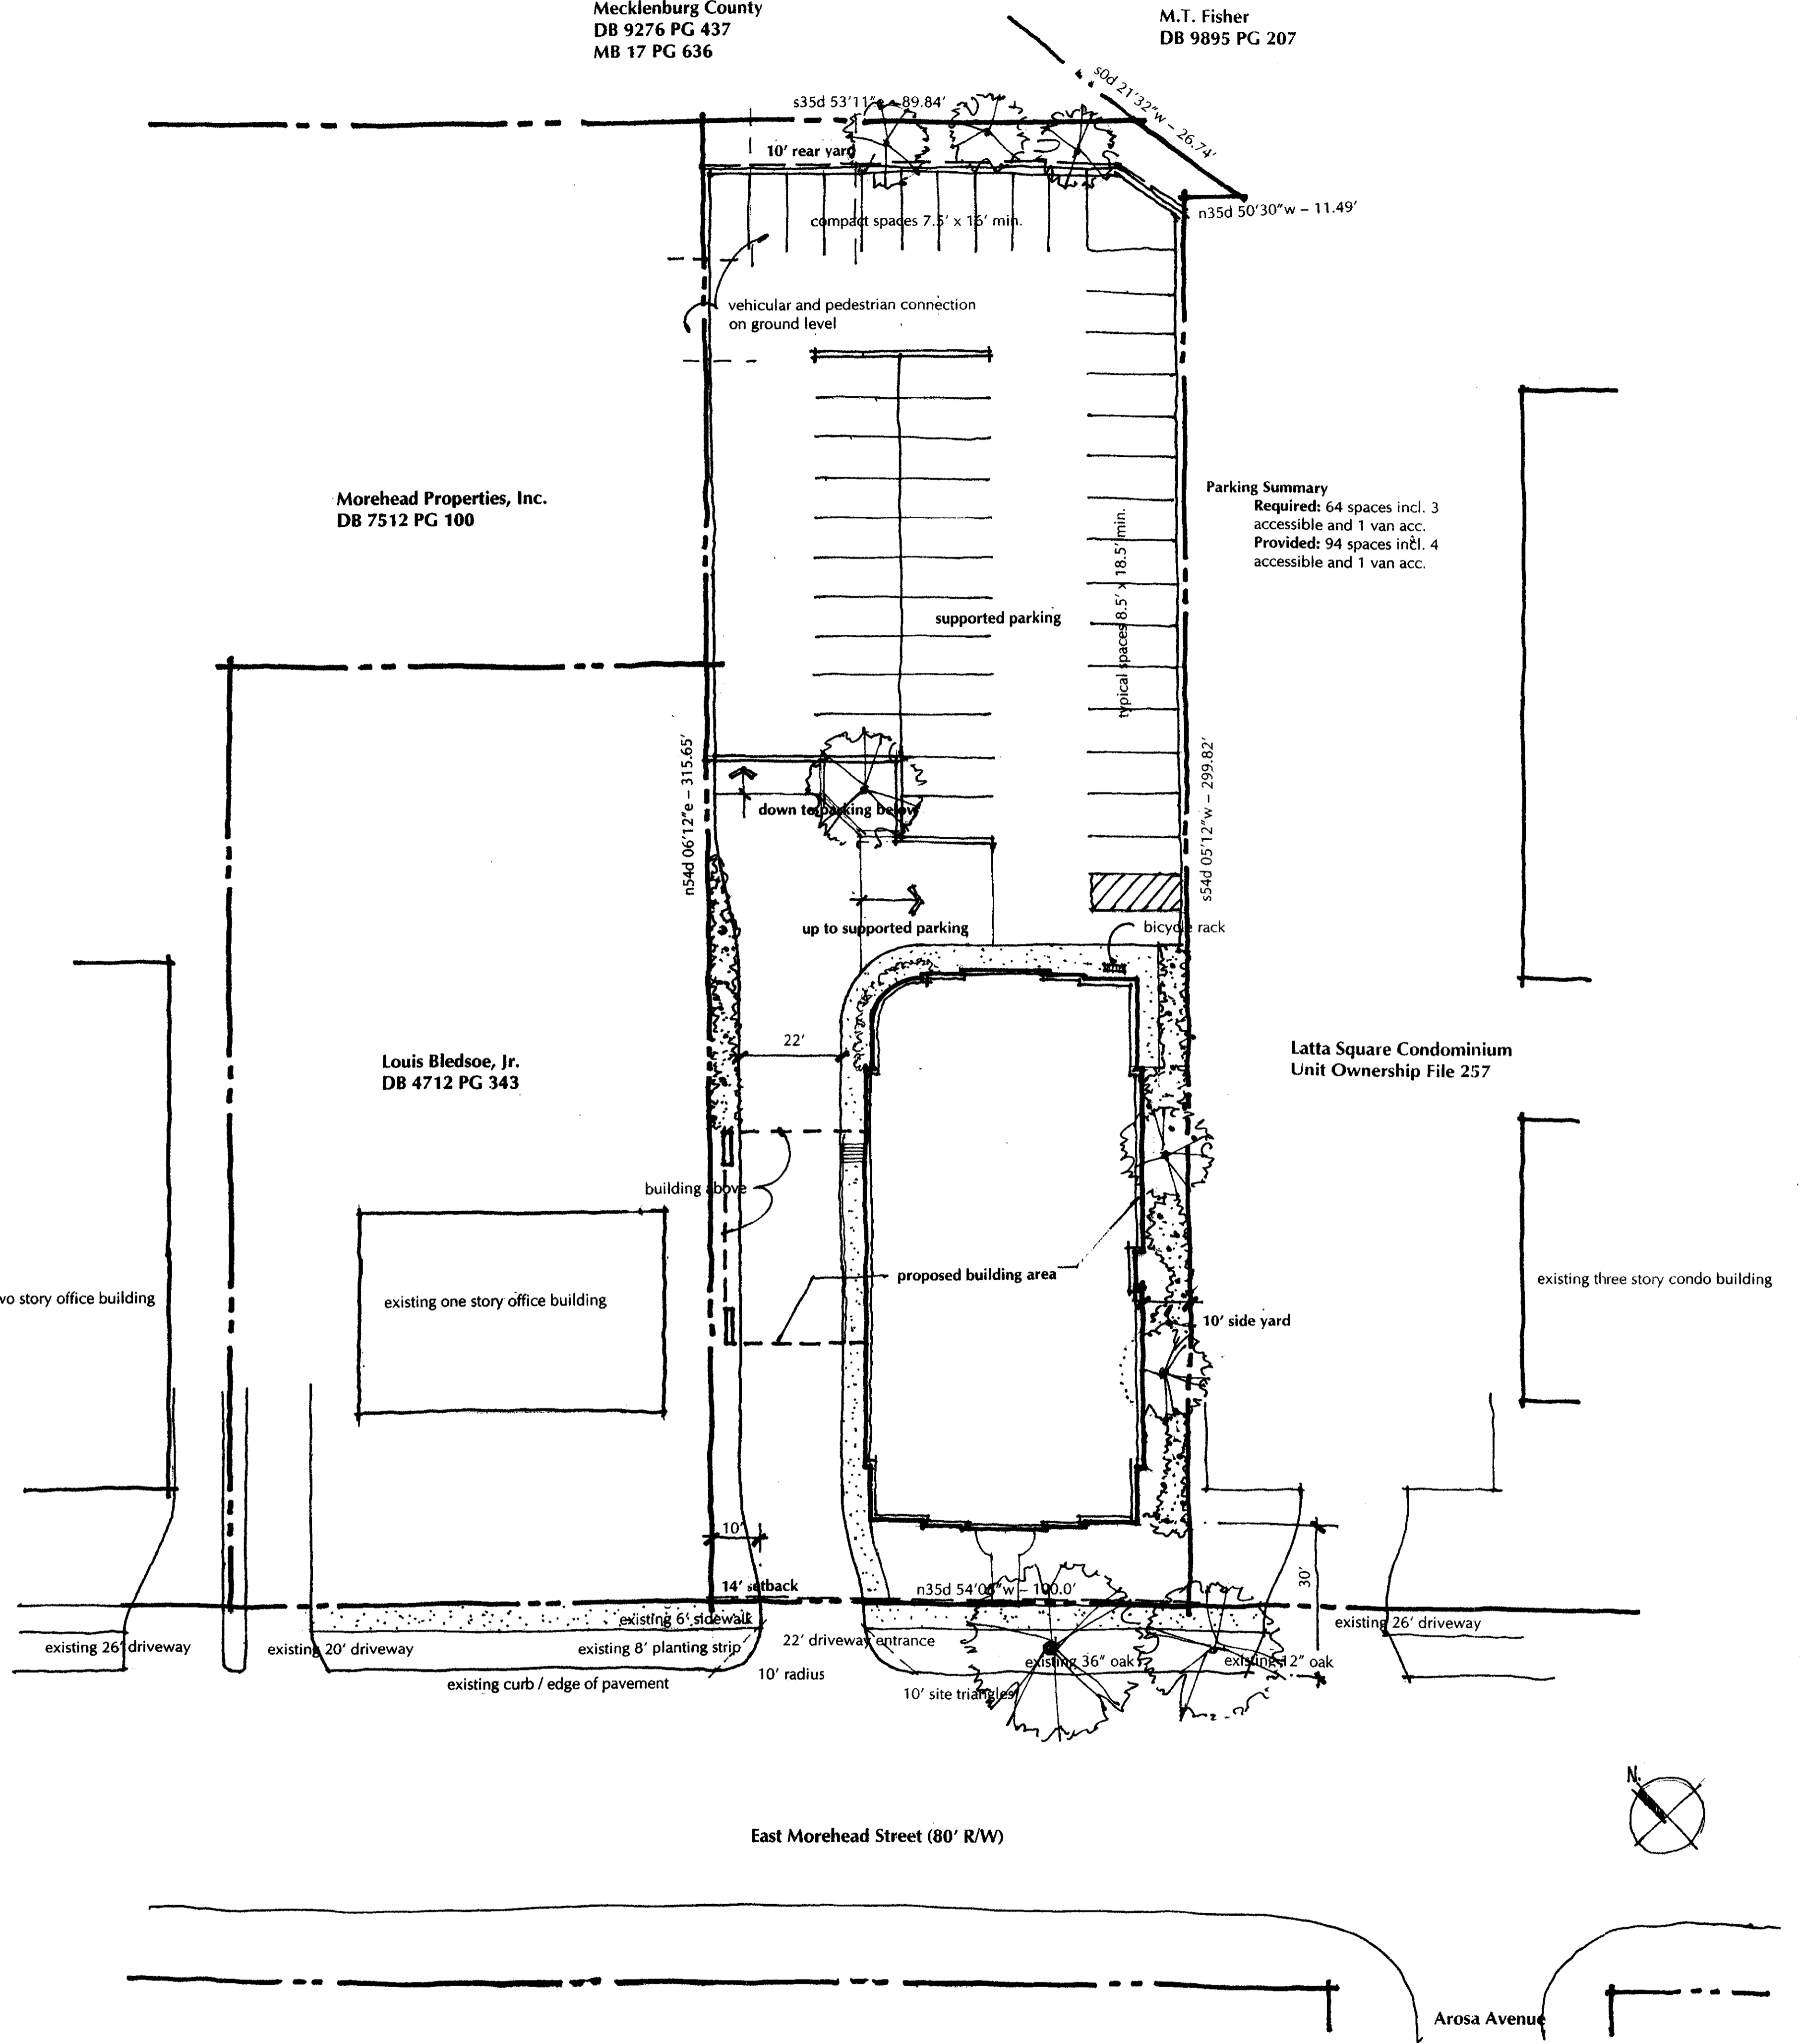 Mecklenburg County
DB 9276 PG 437
MB 17 PG 636
M.T. Fisher
DB 9895 PG 207
s0d 21'32"w – 26.74'
s35d 53'11"e – 89.84'
10' rear yard
n35d 50'30"w – 11.49'
compact spaces 7.5' x 16' min.
vehicular and pedestrian connection
on ground level
Morehead Properties, Inc.
DB 7512 PG 100
Parking Summary
Required: 64 spaces incl. 3
accessible and 1 van acc.
Provided: 94 spaces incl. 4
accessible and 1 van acc.
typical spaces 8.5' x 18.5' min.
supported parking
n54d 06'12"e – 315.65'
s54d 05'12"w – 299.82'
down to parking below
up to supported parking
bicycle rack
22'
Louis Bledsoe, Jr.
DB 4712 PG 343
Latta Square Condominium
Unit Ownership File 257
building above
proposed building area
wo story office building
existing one story office building
existing three story condo building
10' side yard
10'
30'
14' setback
n35d 54'0 "w – 100.0'
existing 6' sidewalk
existing 26' driveway
existing 20' driveway
existing 8' planting strip
22' driveway entrance
existing 26' driveway
existing 36" oak
existing 12" oak
existing curb / edge of pavement
10' radius
10' site triangles
N.
East Morehead Street (80' R/W)
Arosa Avenue